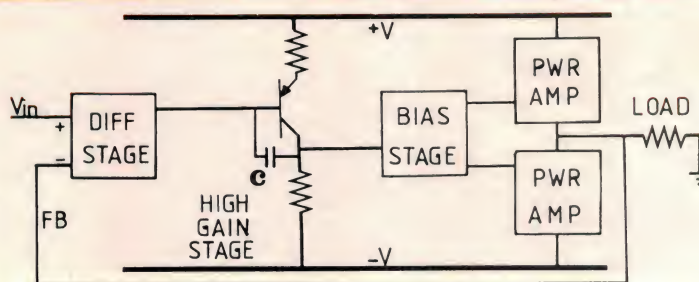 +V
PWR
AMP
LOAD
Vin
+
DIFF
STAGE
−
BIAS
STAGE
C
PWR
AMP
FB
HIGH
GAIN
STAGE
−V